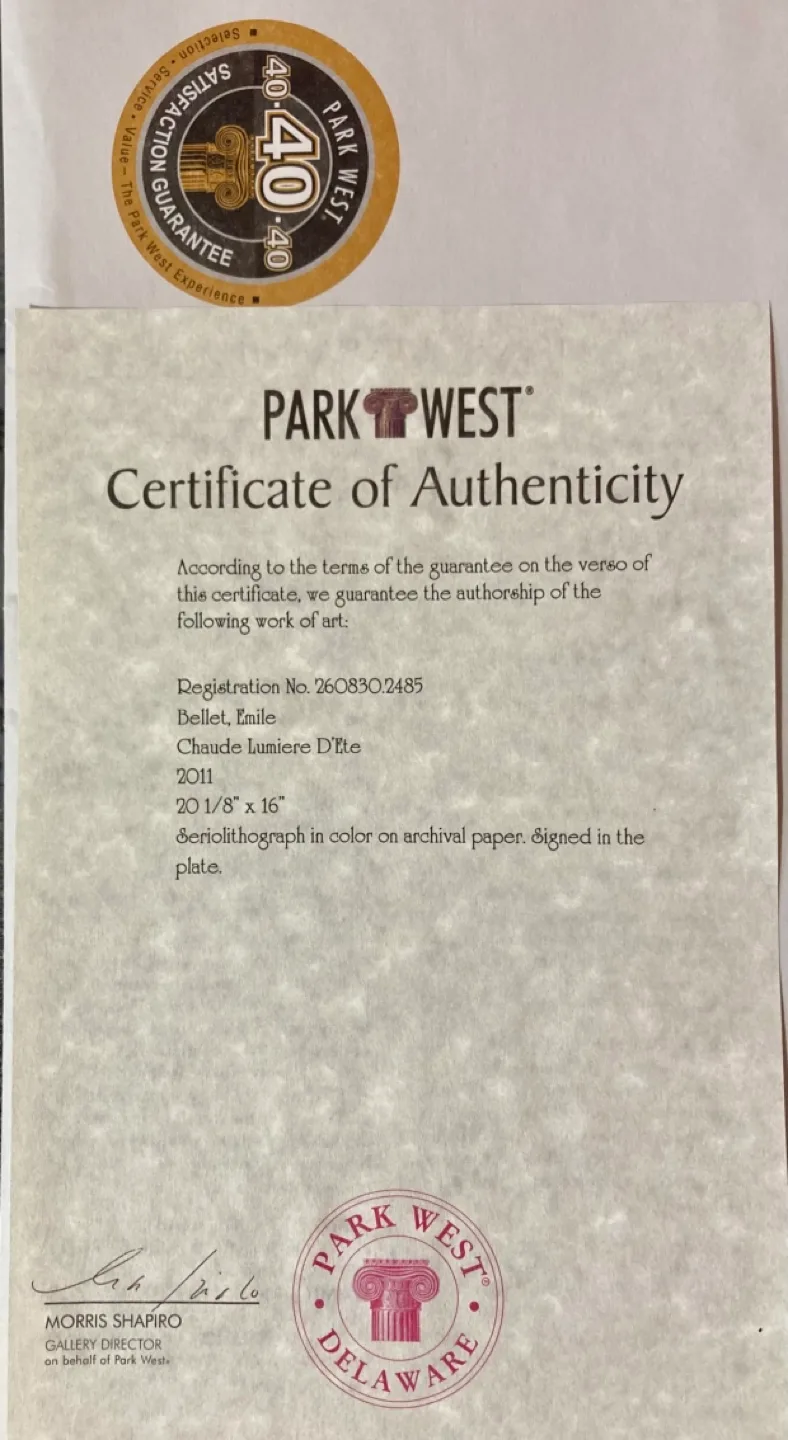 PARK WEST
40·40·40
SATISFACTION GUARANTEE
Selection • Service • Value – The Park West Experience
PARK WEST®
Certificate of Authenticity
According to the terms of the guarantee on the verso of
this certificate, we guarantee the authorship of the
following work of art:
Registration No. 260830.2485
Bellet, Emile
Chaude Lumiere D'Ete
2011
20 1/8" x 16"
Seriolithograph in color on archival paper. Signed in the
plate.
MORRIS SHAPIRO
GALLERY DIRECTOR
on behalf of Park West®
PARK WEST®
DELAWARE